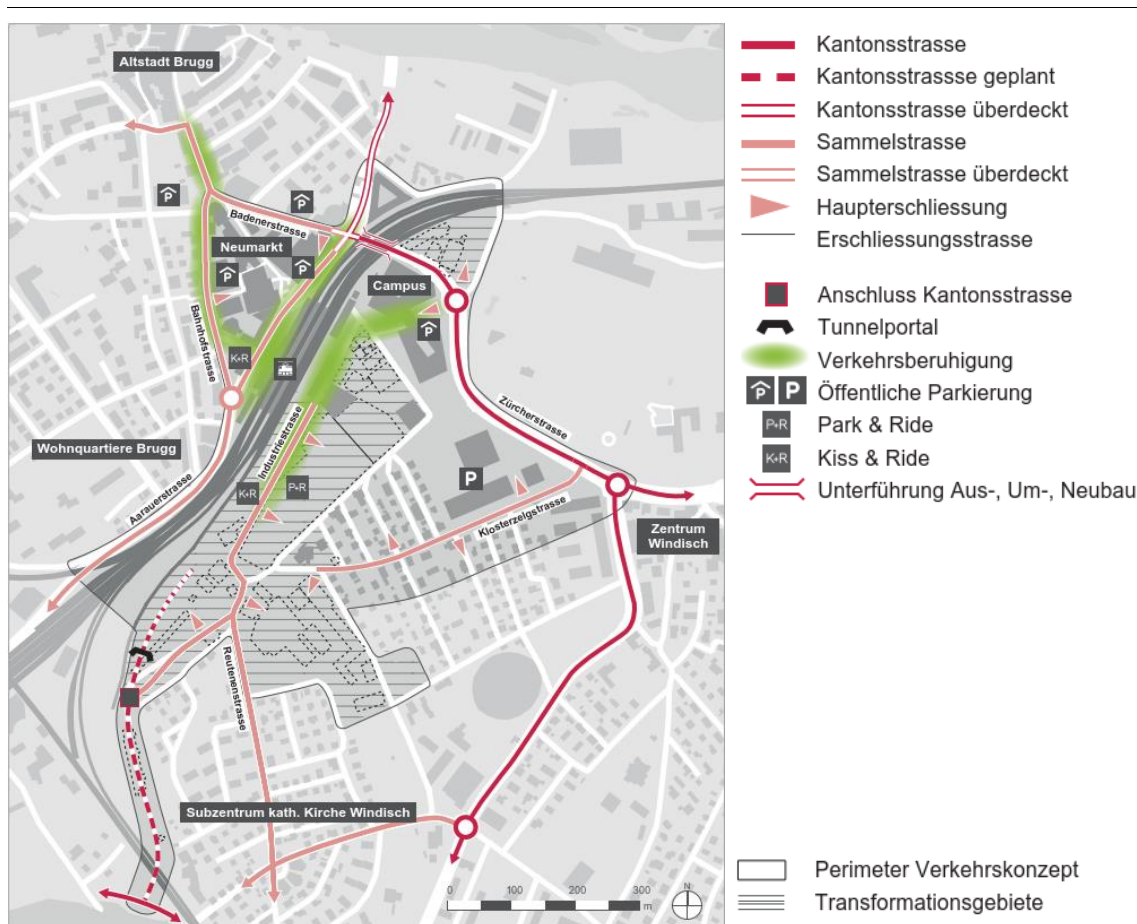 Altstadt Brugg
P
P
Badenerstrasse
Neumarkt
P
P
Campus
P
Bahnhofstrasse
K+R
Zürcherstrasse
Wohnquartiere Brugg
Industriestrasse
Aarauerstrasse
K+R
P+R
P
Klosterzelgstrasse
Zentrum
Windisch
Reutenenstrasse
Subzentrum kath. Kirche Windisch
0 100 200 300
m
N
Kantonsstrasse
Kantonsstrassse geplant
Kantonsstrasse überdeckt
Sammelstrasse
Sammelstrasse überdeckt
Haupterschliessung
Erschliessungsstrasse
Anschluss Kantonsstrasse
Tunnelportal
Verkehrsberuhigung
P P Öffentliche Parkierung
P+R Park & Ride
K+R Kiss & Ride
Unterführung Aus-, Um-, Neubau
Perimeter Verkehrskonzept
Transformationsgebiete